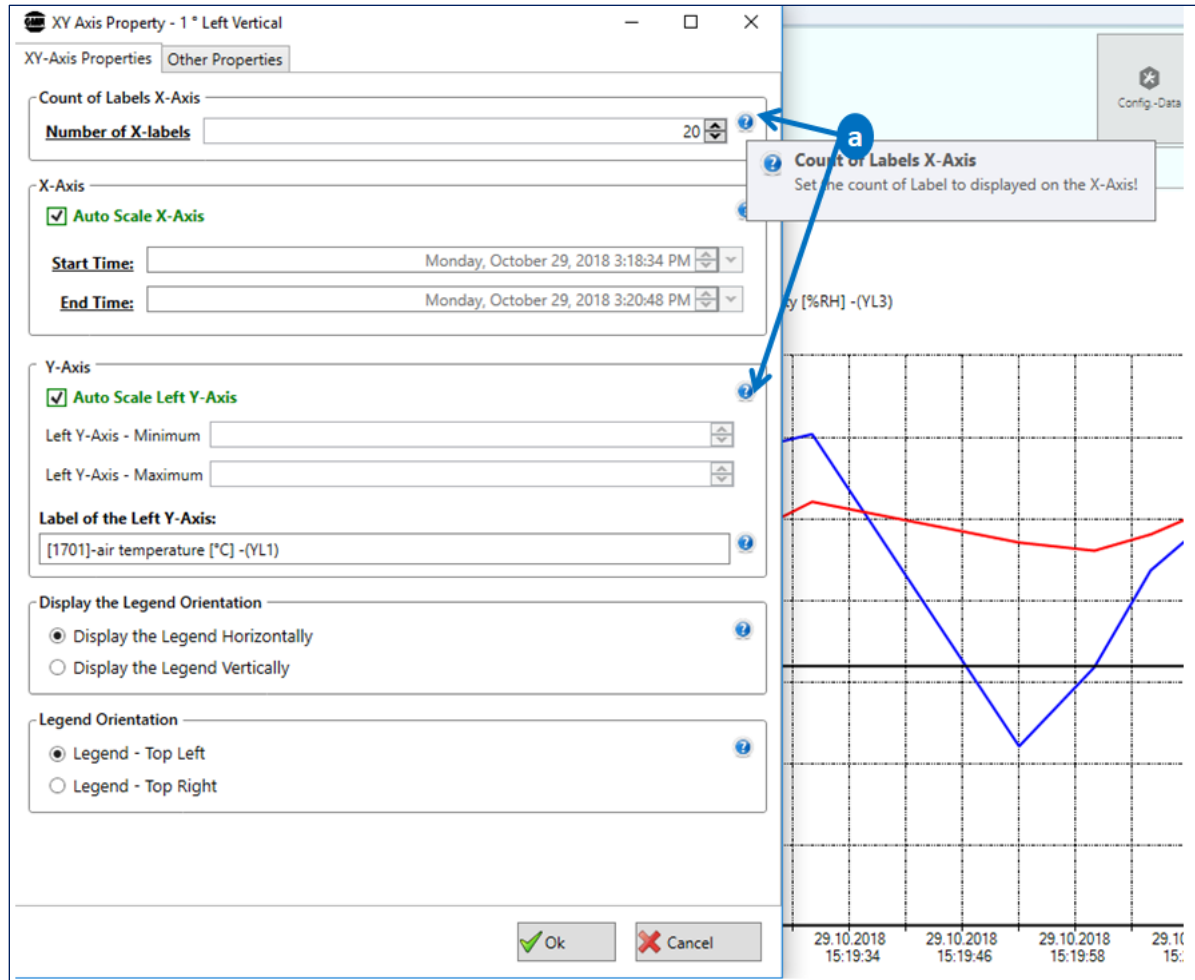 XY Axis Property - 1 ° Left Vertical
XY-Axis Properties
Other Properties
Config.-Data
Count of Labels X-Axis
Number of X-labels
20
a
Count of Labels X-Axis
Set the count of Label to displayed on the X-Axis!
X-Axis
Auto Scale X-Axis
Start Time:
Monday, October 29, 2018 3:18:34 PM
End Time:
Monday, October 29, 2018 3:20:48 PM
[%RH] -(YL3)
Y-Axis
Auto Scale Left Y-Axis
Left Y-Axis - Minimum
Left Y-Axis - Maximum
Label of the Left Y-Axis:
[1701]-air temperature [°C] -(YL1)
Display the Legend Orientation
Display the Legend Horizontally
Display the Legend Vertically
Legend Orientation
Legend - Top Left
Legend - Top Right
Ok
Cancel
29.10.2018
15:19:34
29.10.2018
15:19:46
29.10.2018
15:19:58